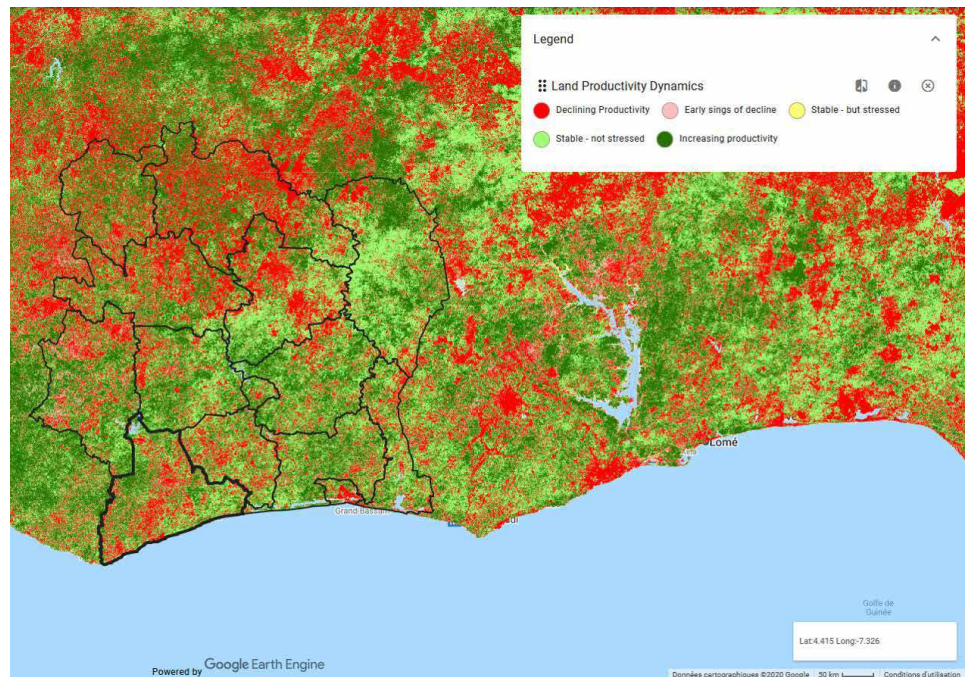 Legend
Land Productivity Dynamics
Declining Productivity
Early sings of decline
Stable - but stressed
Stable - not stressed
Increasing productivity
Lomé
Grand-Bassam
di
Golfe de
Guinée
Lat:4.415 Long:-7.326
Powered by Google Earth Engine
Données cartographiques ©2020 Google
50 km
Conditions d'utilisation